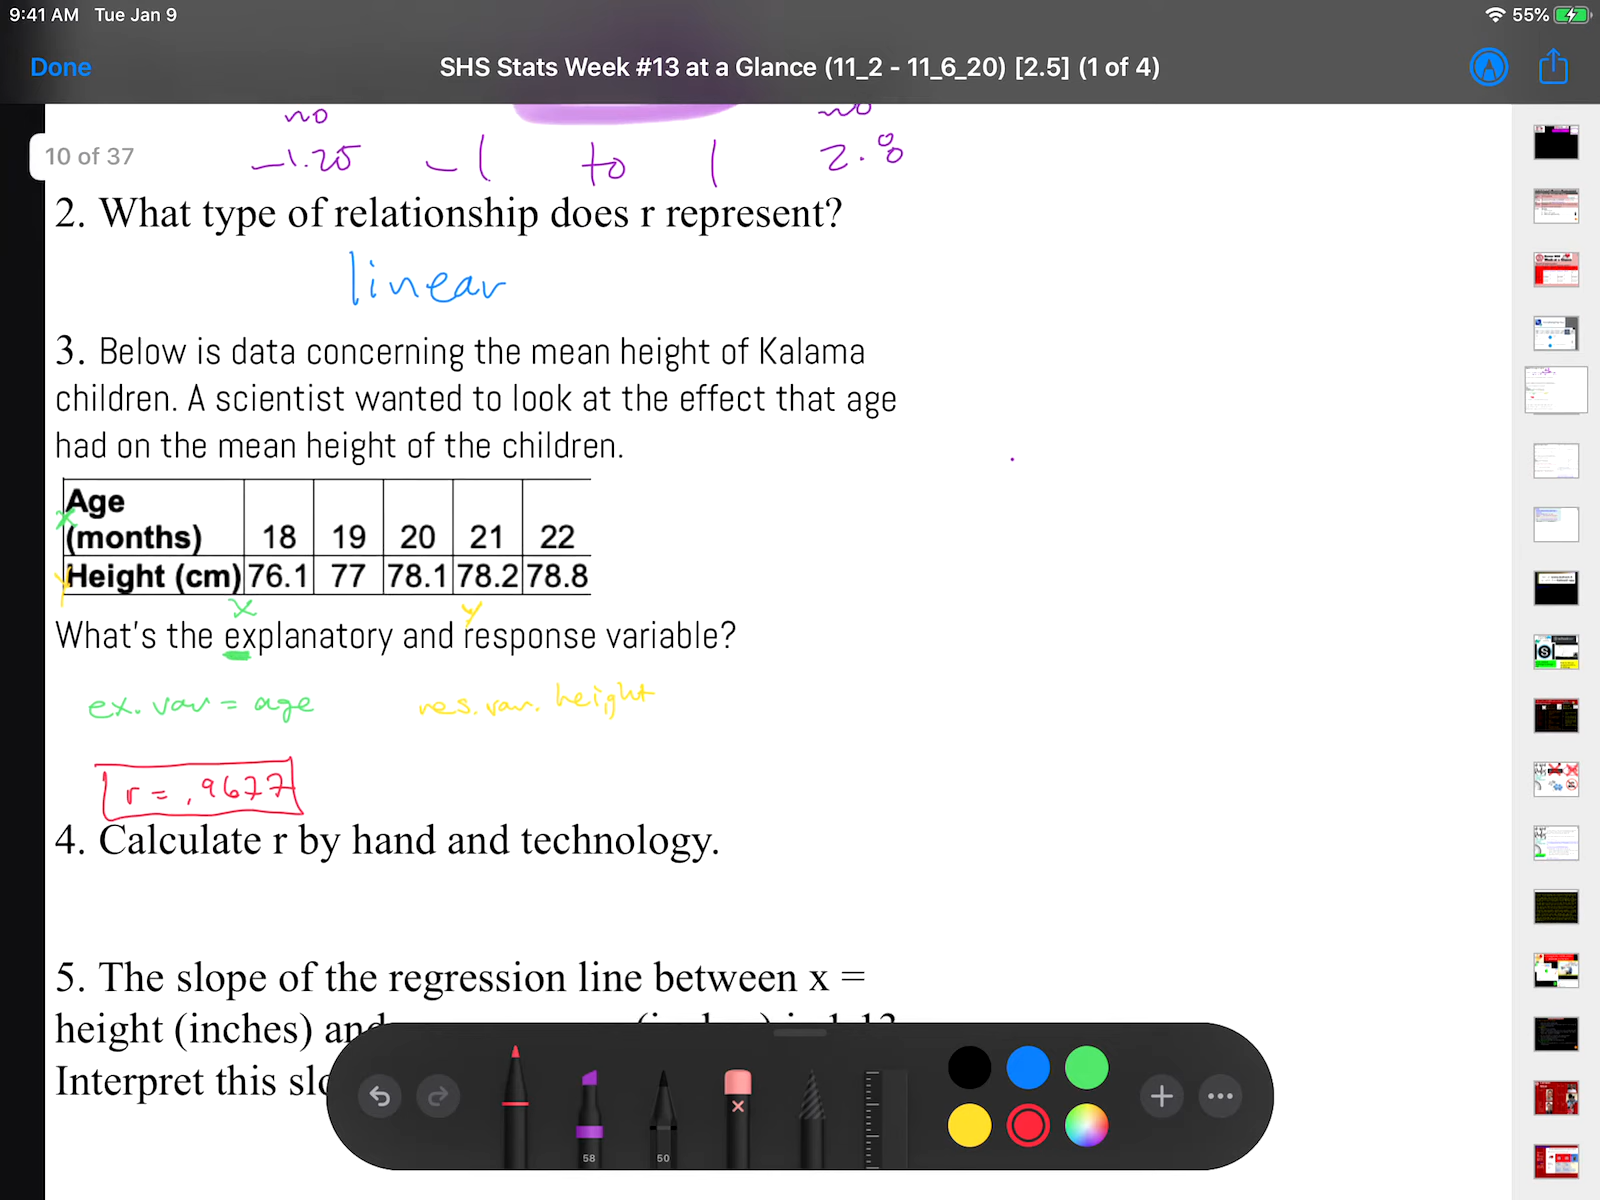 9:41 AM Tue Jan 9
55%
Done
SHS Stats Week #13 at a Glance (11_2 - 11_6_20) [2.5] (1 of 4)
no no
10 of 37
-1.25 -1 to 1 2.8
2. What type of relationship does r represent?
linear
3. Below is data concerning the mean height of Kalama
children. A scientist wanted to look at the effect that age
had on the mean height of the children.
Age
x
(months) 18 19 20 21 22
y Height (cm) 76.1 77 78.1 78.2 78.8
x y
What's the explanatory and response variable?
ex. var = age res. var. height
r = .9677
4. Calculate r by hand and technology.
5. The slope of the regression line between x =
height (inches) and
Interpret this
58 50